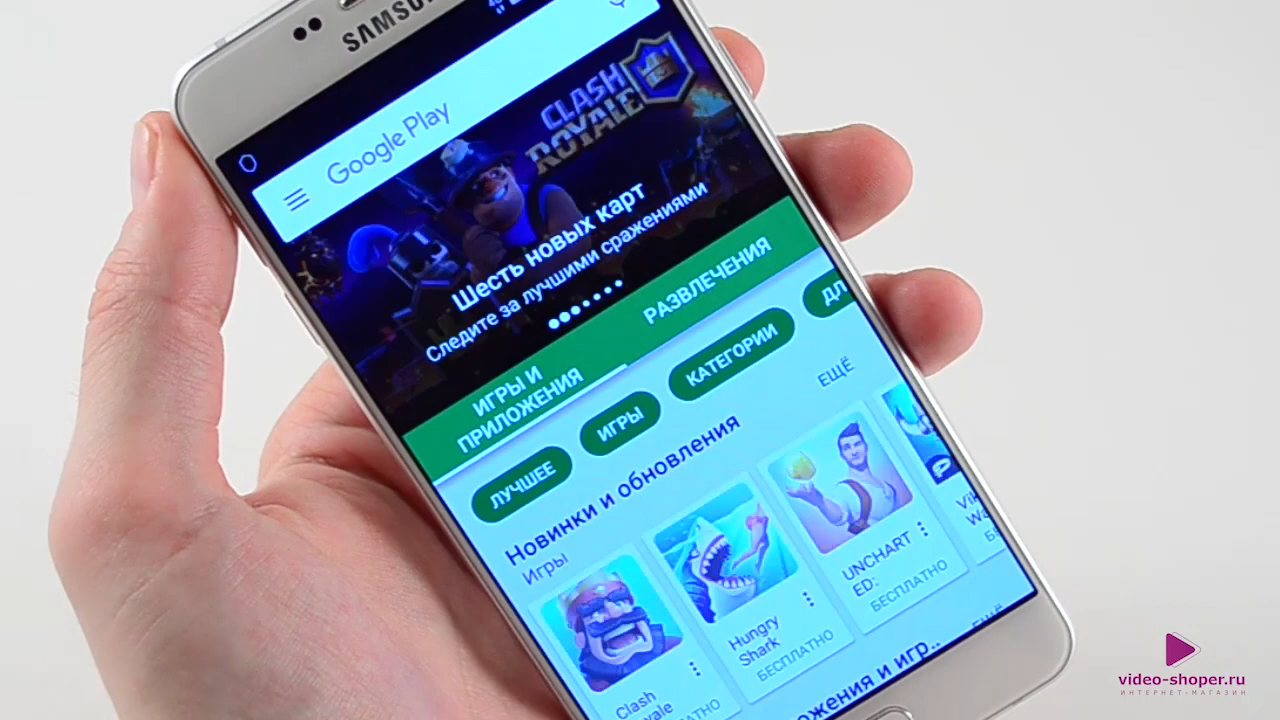 SAMSUNG
Google Play
CLASH
ROYALE
Шесть новых карт
Следите за лучшими сражениями
ИГРЫ И
ПРИЛОЖЕНИЯ
РАЗВЛЕЧЕНИЯ
ЛУЧШЕЕ
ИГРЫ
КАТЕГОРИИ
Новинки и обновления
ЕЩЁ
Игры
Clash
Hungry
Shark
БЕСПЛАТНО
UNCHART
ED:
БЕСПЛАТНО
ЕЩЁ
video-shoper.ru
ИНТЕРНЕТ-МАГАЗИН